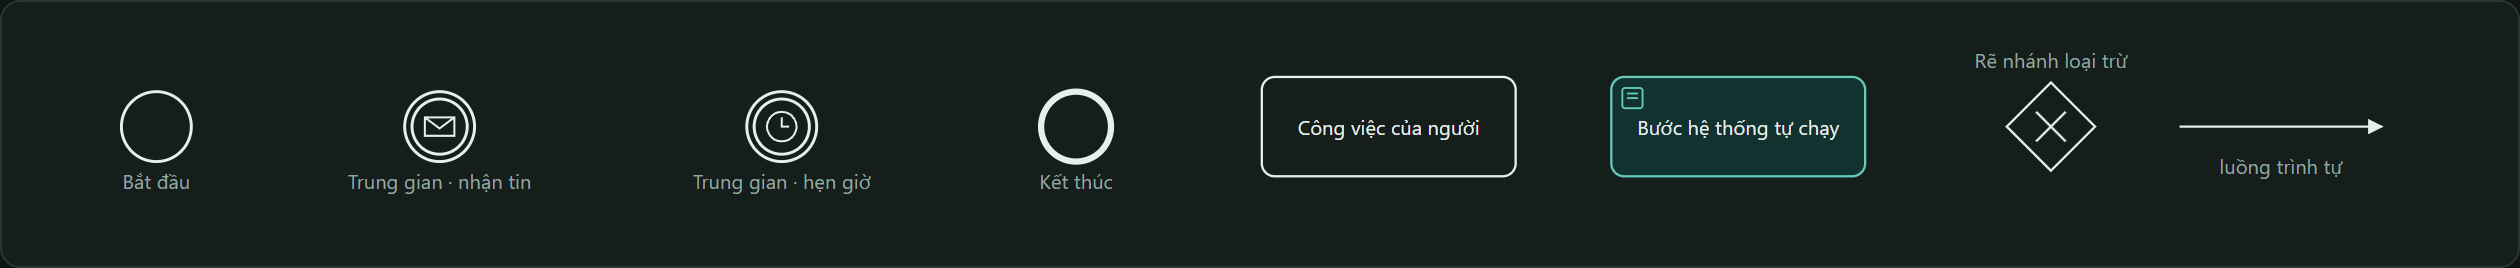 Bắt đầu
Trung gian · nhận tin
Trung gian · hẹn giờ
Kết thúc
Công việc của người
Bước hệ thống tự chạy
Rẽ nhánh loại trừ
luồng trình tự